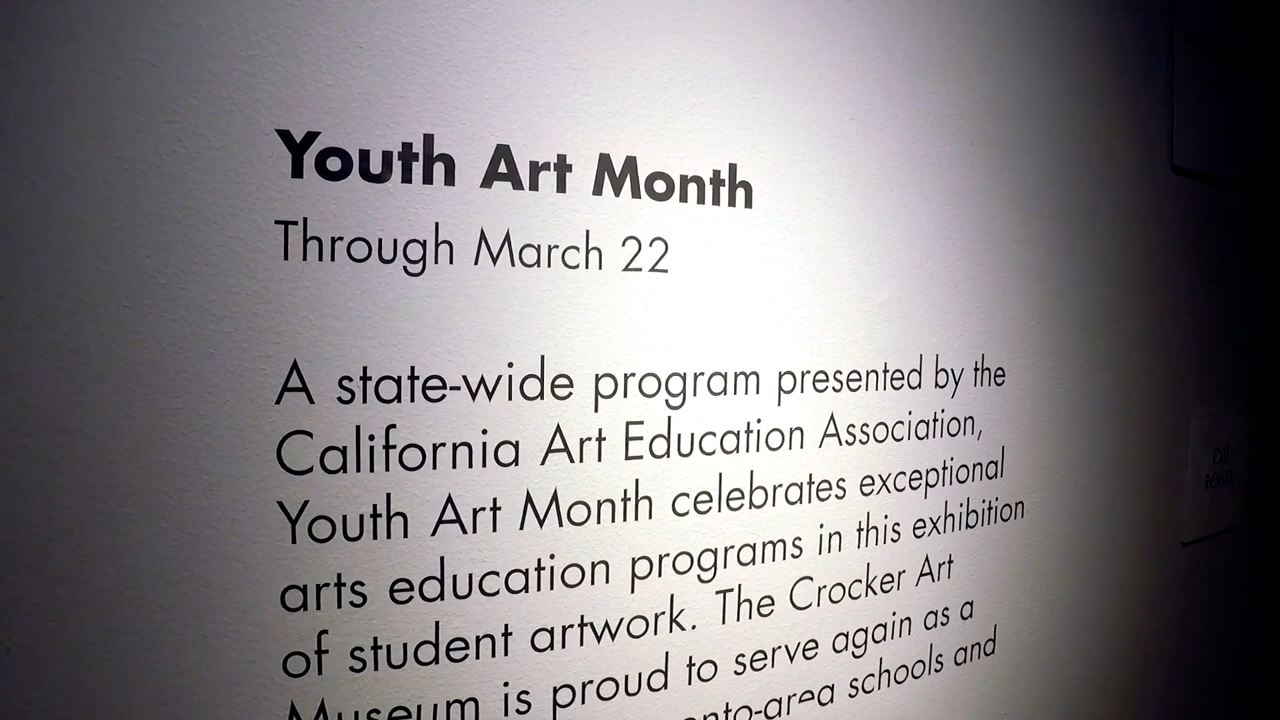 Youth Art Month
Through March 22
A state-wide program presented by the
California Art Education Association,
Youth Art Month celebrates exceptional
arts education programs in this exhibition
of student artwork. The Crocker Art
Museum is proud to serve again as a
schools and
EXIT
ROUTE